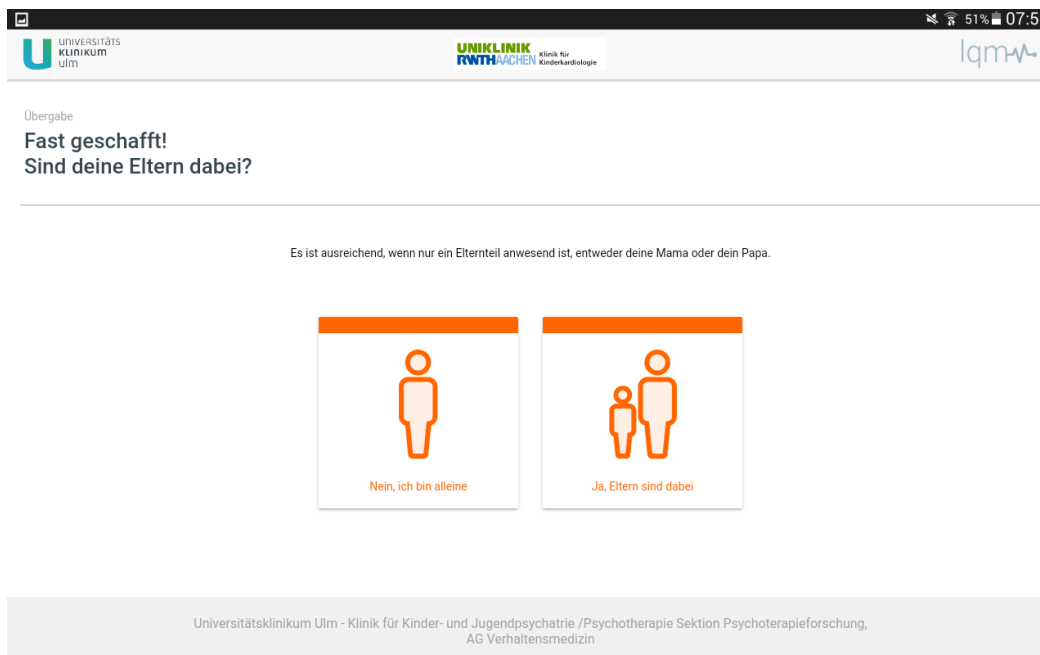 51% 07:5
UNIVERSITÄTS
KLINIKUM
ulm
UNIKLINIK
RWTHAACHEN
Klinik für
Kinderkardiologie
lqm
Übergabe
Fast geschafft!
Sind deine Eltern dabei?
Es ist ausreichend, wenn nur ein Elternteil anwesend ist, entweder deine Mama oder dein Papa.
Nein, ich bin alleine
Ja, Eltern sind dabei
Universitätsklinikum Ulm - Klinik für Kinder- und Jugendpsychatrie /Psychotherapie Sektion Psychoterapieforschung,
AG Verhaltensmedizin